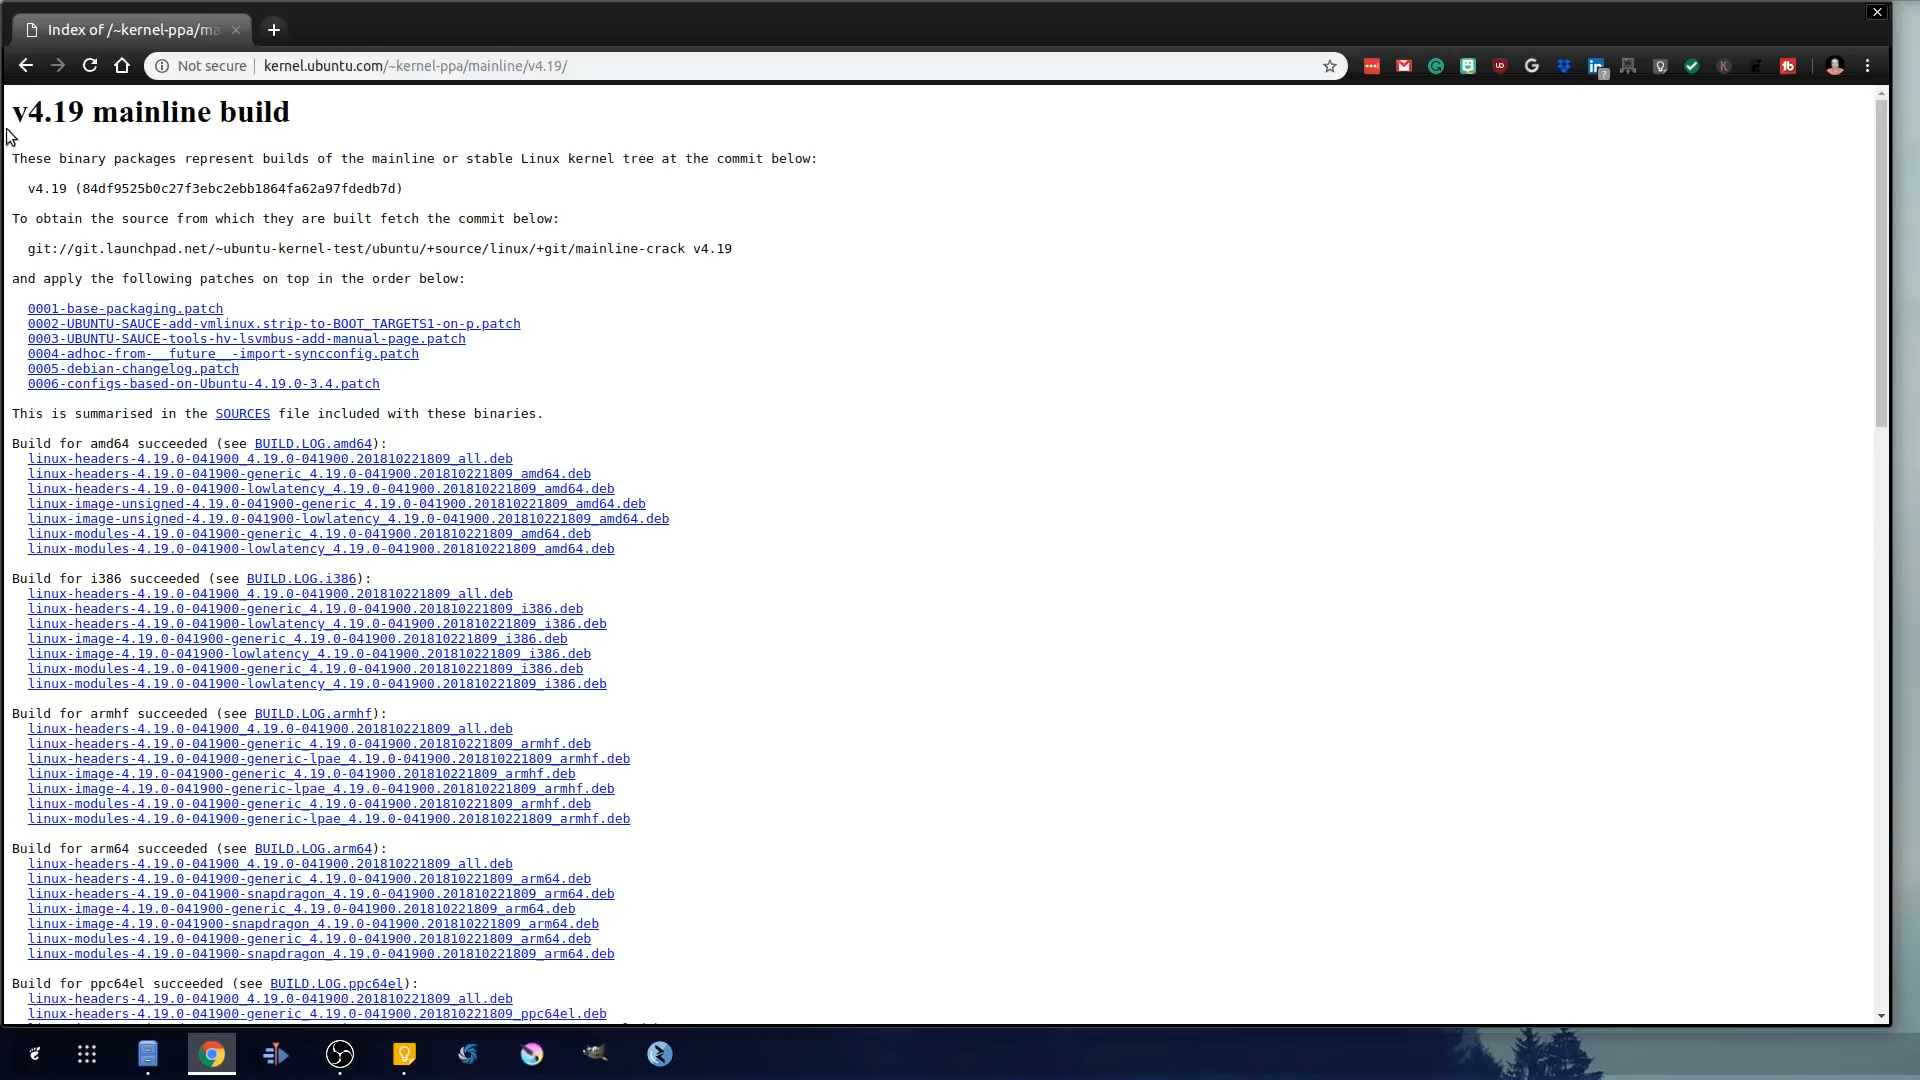 Index of /~kernel-ppa/ma
Not secure | kernel.ubuntu.com/~kernel-ppa/mainline/v4.19/
v4.19 mainline build
These binary packages represent builds of the mainline or stable Linux kernel tree at the commit below:
v4.19 (84df9525b0c27f3ebc2ebb1864fa62a97fdedb7d)
To obtain the source from which they are built fetch the commit below:
git://git.launchpad.net/~ubuntu-kernel-test/ubuntu/+source/linux/+git/mainline-crack v4.19
and apply the following patches on top in the order below:
0001-base-packaging.patch
0002-UBUNTU-SAUCE-add-vmlinux.strip-to-BOOT_TARGETS1-on-p.patch
0003-UBUNTU-SAUCE-tools-hv-lsvmbus-add-manual-page.patch
0004-adhoc-from-__future__-import-syncconfig.patch
0005-debian-changelog.patch
0006-configs-based-on-Ubuntu-4.19.0-3.4.patch
This is summarised in the SOURCES file included with these binaries.
Build for amd64 succeeded (see BUILD.LOG.amd64):
linux-headers-4.19.0-041900_4.19.0-041900.201810221809_all.deb
linux-headers-4.19.0-041900-generic_4.19.0-041900.201810221809_amd64.deb
linux-headers-4.19.0-041900-lowlatency_4.19.0-041900.201810221809_amd64.deb
linux-image-unsigned-4.19.0-041900-generic_4.19.0-041900.201810221809_amd64.deb
linux-image-unsigned-4.19.0-041900-lowlatency_4.19.0-041900.201810221809_amd64.deb
linux-modules-4.19.0-041900-generic_4.19.0-041900.201810221809_amd64.deb
linux-modules-4.19.0-041900-lowlatency_4.19.0-041900.201810221809_amd64.deb
Build for i386 succeeded (see BUILD.LOG.i386):
linux-headers-4.19.0-041900_4.19.0-041900.201810221809_all.deb
linux-headers-4.19.0-041900-generic_4.19.0-041900.201810221809_i386.deb
linux-headers-4.19.0-041900-lowlatency_4.19.0-041900.201810221809_i386.deb
linux-image-4.19.0-041900-generic_4.19.0-041900.201810221809_i386.deb
linux-image-4.19.0-041900-lowlatency_4.19.0-041900.201810221809_i386.deb
linux-modules-4.19.0-041900-generic_4.19.0-041900.201810221809_i386.deb
linux-modules-4.19.0-041900-lowlatency_4.19.0-041900.201810221809_i386.deb
Build for armhf succeeded (see BUILD.LOG.armhf):
linux-headers-4.19.0-041900_4.19.0-041900.201810221809_all.deb
linux-headers-4.19.0-041900-generic_4.19.0-041900.201810221809_armhf.deb
linux-headers-4.19.0-041900-generic-lpae_4.19.0-041900.201810221809_armhf.deb
linux-image-4.19.0-041900-generic_4.19.0-041900.201810221809_armhf.deb
linux-image-4.19.0-041900-generic-lpae_4.19.0-041900.201810221809_armhf.deb
linux-modules-4.19.0-041900-generic_4.19.0-041900.201810221809_armhf.deb
linux-modules-4.19.0-041900-generic-lpae_4.19.0-041900.201810221809_armhf.deb
Build for arm64 succeeded (see BUILD.LOG.arm64):
linux-headers-4.19.0-041900_4.19.0-041900.201810221809_all.deb
linux-headers-4.19.0-041900-generic_4.19.0-041900.201810221809_arm64.deb
linux-headers-4.19.0-041900-snapdragon_4.19.0-041900.201810221809_arm64.deb
linux-image-4.19.0-041900-generic_4.19.0-041900.201810221809_arm64.deb
linux-image-4.19.0-041900-snapdragon_4.19.0-041900.201810221809_arm64.deb
linux-modules-4.19.0-041900-generic_4.19.0-041900.201810221809_arm64.deb
linux-modules-4.19.0-041900-snapdragon_4.19.0-041900.201810221809_arm64.deb
Build for ppc64el succeeded (see BUILD.LOG.ppc64el):
linux-headers-4.19.0-041900_4.19.0-041900.201810221809_all.deb
linux-headers-4.19.0-041900-generic_4.19.0-041900.201810221809_ppc64el.deb